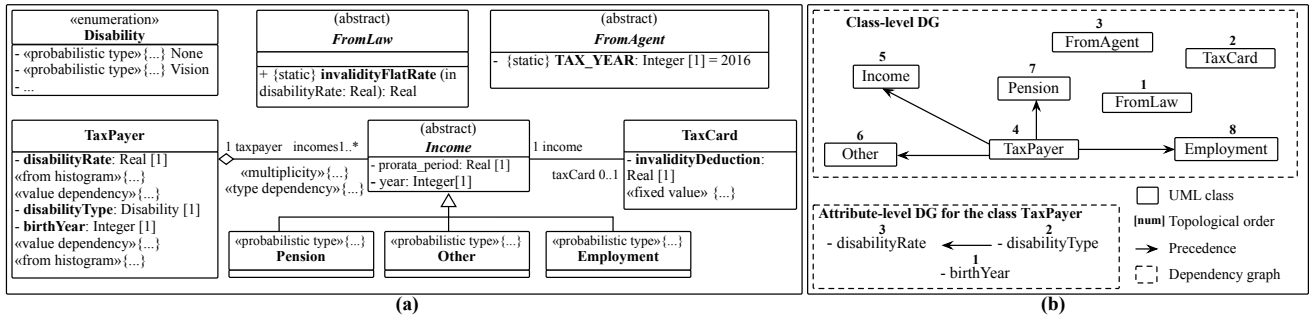 «enumeration»
Disability
- «probabilistic type»{...} None
- «probabilistic type»{...} Vision
- ...
(abstract)
FromLaw
+ {static} invalidityFlatRate (in
disabilityRate: Real): Real
(abstract)
FromAgent
- {static} TAX_YEAR: Integer [1] = 2016
TaxPayer
- disabilityRate: Real [1]
«from histogram»{...}
«value dependency»{...}
- disabilityType: Disability [1]
- birthYear: Integer [1]
«value dependency»{...}
«from histogram»{...}
1 taxpayer incomes1..*
«multiplicity»{...}
«type dependency»{...}
(abstract)
Income
- prorata_period: Real [1]
- year: Integer[1]
1 income
taxCard 0..1
TaxCard
- invalidityDeduction:
Real [1]
«fixed value» {...}
«probabilistic type»{...}
Pension
«probabilistic type»{...}
Other
«probabilistic type»{...}
Employment
(a)
Class-level DG
3
FromAgent
2
TaxCard
5
Income
7
Pension
1
FromLaw
6
Other
4
TaxPayer
8
Employment
Attribute-level DG for the class TaxPayer
3
- disabilityRate
2
- disabilityType
1
- birthYear
UML class
[num] Topological order
Precedence
Dependency graph
(b)